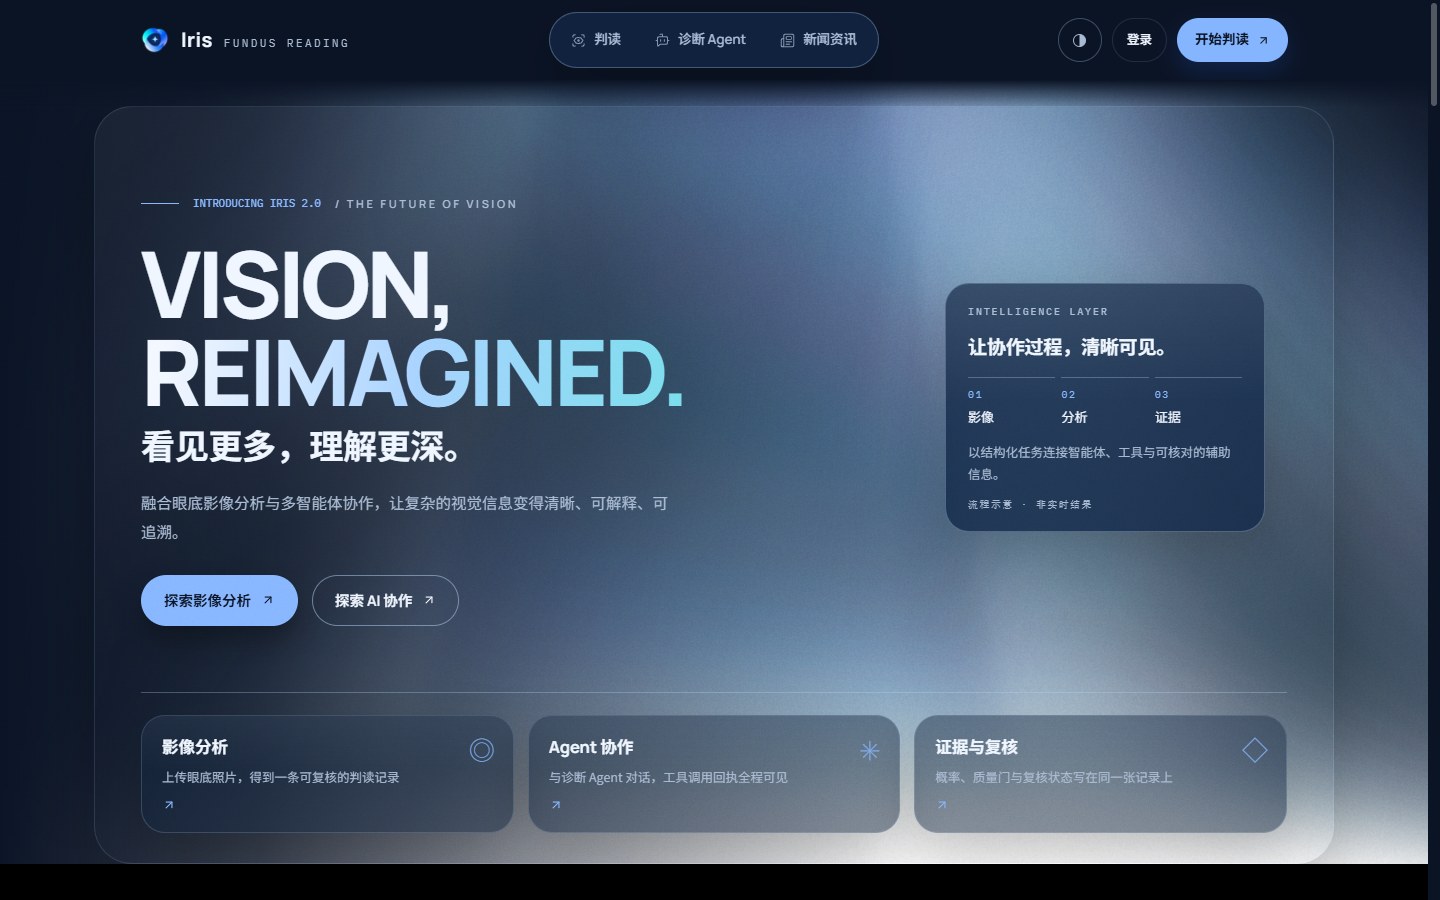 Iris FUNDUS READING
判读
诊断 Agent
新闻资讯
登录
开始判读
INTRODUCING IRIS 2.0 / THE FUTURE OF VISION
VISION,
REIMAGINED.
看见更多，理解更深。
融合眼底影像分析与多智能体协作，让复杂的视觉信息变得清晰、可解释、可
追溯。
探索影像分析
探索 AI 协作
INTELLIGENCE LAYER
让协作过程，清晰可见。
01 02 03
影像 分析 证据
以结构化任务连接智能体、工具与可核对的辅助
信息。
流程示意 · 非实时结果
影像分析
上传眼底照片，得到一条可复核的判读记录
Agent 协作
与诊断 Agent 对话，工具调用回执全程可见
证据与复核
概率、质量门与复核状态写在同一张记录上